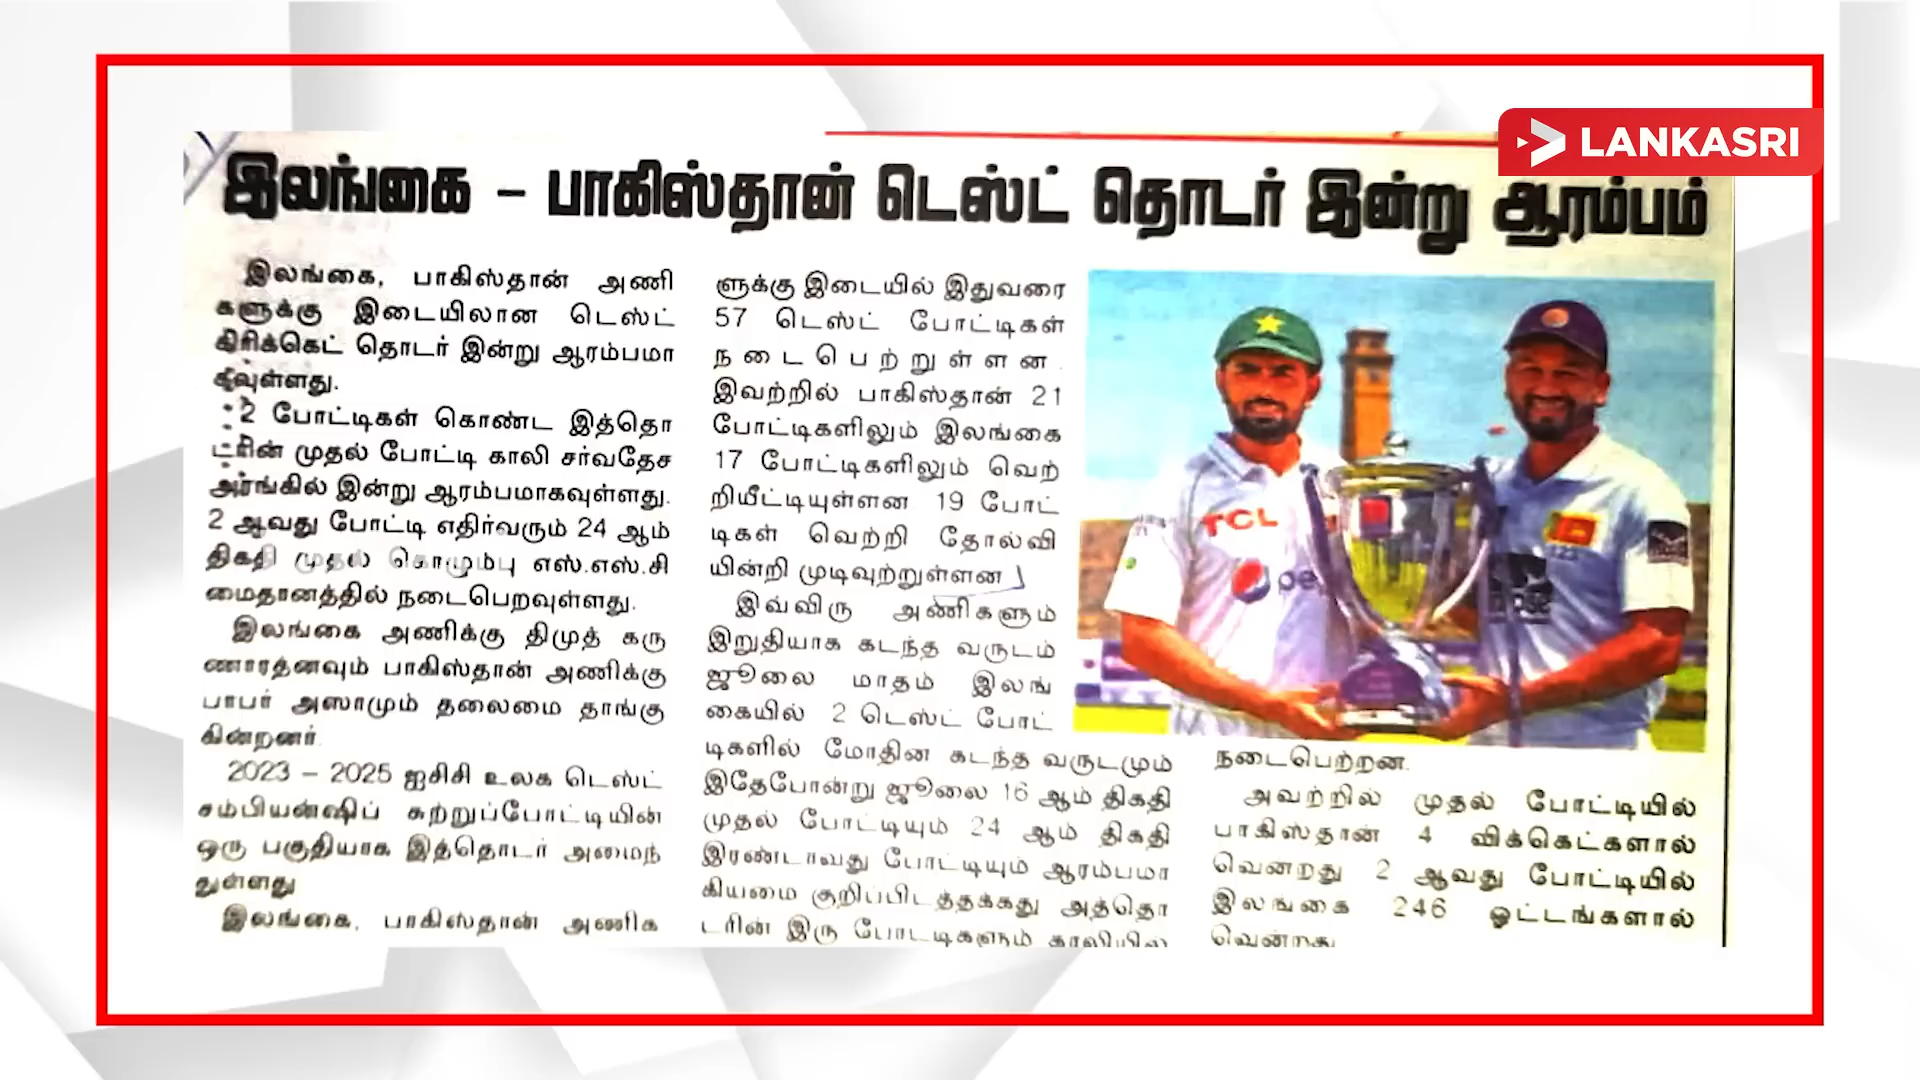 LANKASRI
இலங்கை – பாகிஸ்தான் டெஸ்ட் தொடர் இன்று ஆரம்பம்
இலங்கை, பாகிஸ்தான் அணி
களுக்கு இடையிலான டெஸ்ட்
கிரிக்கெட் தொடர் இன்று ஆரம்பமா
கவுள்ளது.
2 போட்டிகள் கொண்ட இத்தொ
டரின் முதல் போட்டி காலி சர்வதேச
அரங்கில் இன்று ஆரம்பமாகவுள்ளது.
2 ஆவது போட்டி எதிர்வரும் 24 ஆம்
திகதி முதல் கொழும்பு எஸ்.எஸ்.சி
மைதானத்தில் நடைபெறவுள்ளது.
இலங்கை அணிக்கு திமுத் கரு
ணாரத்னவும் பாகிஸ்தான் அணிக்கு
பாபர் அஸாமும் தலைமை தாங்கு
கின்றனர்.
2023 – 2025 ஐசிசி உலக டெஸ்ட்
சம்பியன்ஷிப் சுற்றுப்போட்டியின்
ஒரு பகுதியாக இத்தொடர் அமைந்
துள்ளது
இலங்கை, பாகிஸ்தான் அணிக
ளுக்கு இடையில் இதுவரை
57 டெஸ்ட் போட்டிகள்
நடைபெற்றுள்ளன.
இவற்றில் பாகிஸ்தான் 21
போட்டிகளிலும் இலங்கை
17 போட்டிகளிலும் வெற்
றியீட்டியுள்ளன 19 போட்
டிகள் வெற்றி தோல்வி
யின்றி முடிவுற்றுள்ளன
இவ்விரு அணிகளும்
இறுதியாக கடந்த வருடம்
ஜூலை மாதம் இலங்
கையில் 2 டெஸ்ட் போட்
டிகளில் மோதின கடந்த வருடமும்
இதேபோன்று ஜூலை 16 ஆம் திகதி
முதல் போட்டியும் 24 ஆம் திகதி
இரண்டாவது போட்டியும் ஆரம்பமா
கியமை குறிப்பிடத்தக்கது அத்தொ
டரின் இரு போட்டிகளும் காலியில்
நடைபெற்றன.
அவற்றில் முதல் போட்டியில்
பாகிஸ்தான் 4 விக்கெட்களால்
வென்றது 2 ஆவது போட்டியில்
இலங்கை 246 ஓட்டங்களால்
வென்றது
TCL